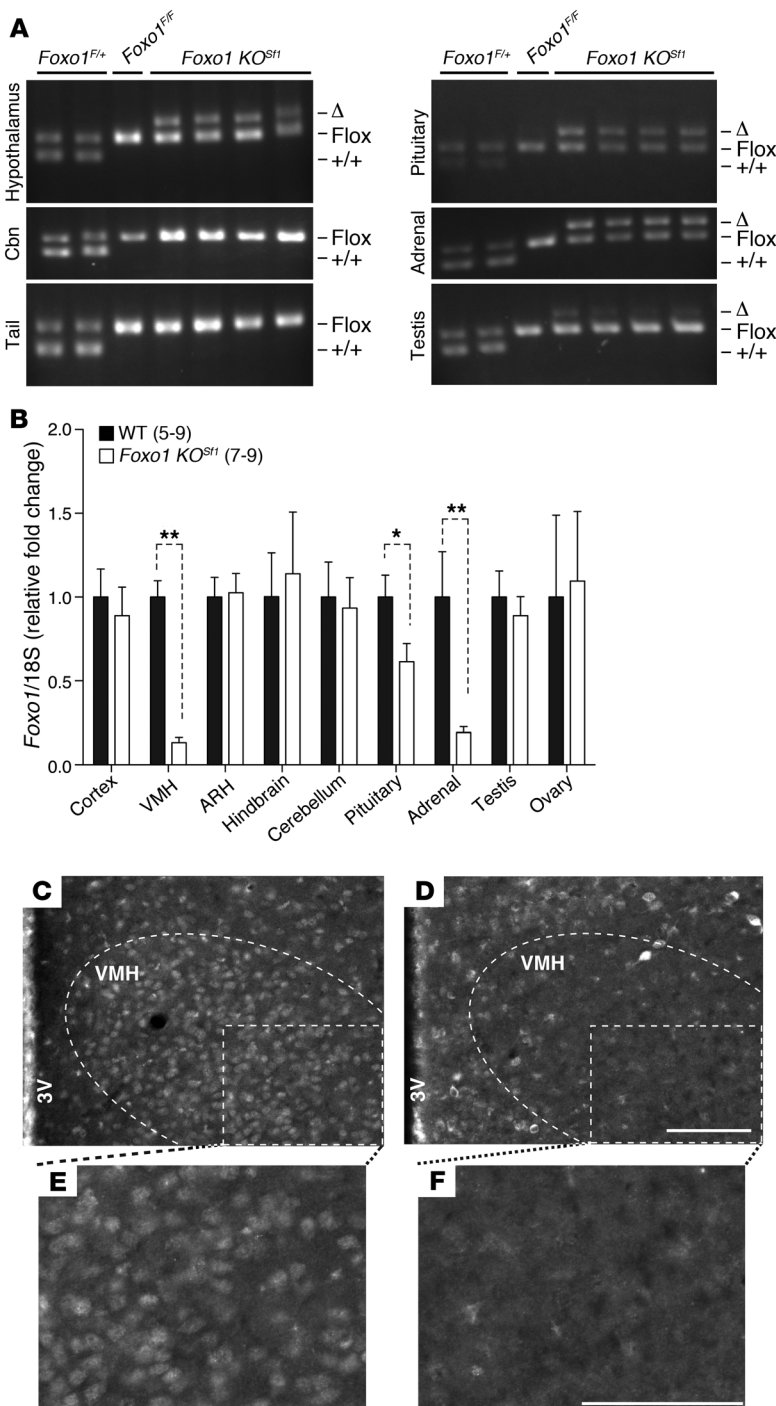 A
Foxo1F/+ Foxo1F/F Foxo1 KOSf1
Hypothalamus
Δ
Flox
+/+
Cbn
Flox
+/+
Tail
Flox
+/+
Foxo1F/+ Foxo1F/F Foxo1 KOSf1
Pituitary
Δ
Flox
+/+
Adrenal
Δ
Flox
+/+
Testis
Δ
Flox
+/+
B
Foxo1/18S (relative fold change)
2.0
1.5
1.0
0.5
0.0
WT (5-9)
Foxo1 KOSf1 (7-9)
** * **
Cortex VMH ARH Hindbrain Cerebellum Pituitary Adrenal Testis Ovary
C
VMH
3V
D
VMH
3V
E
F